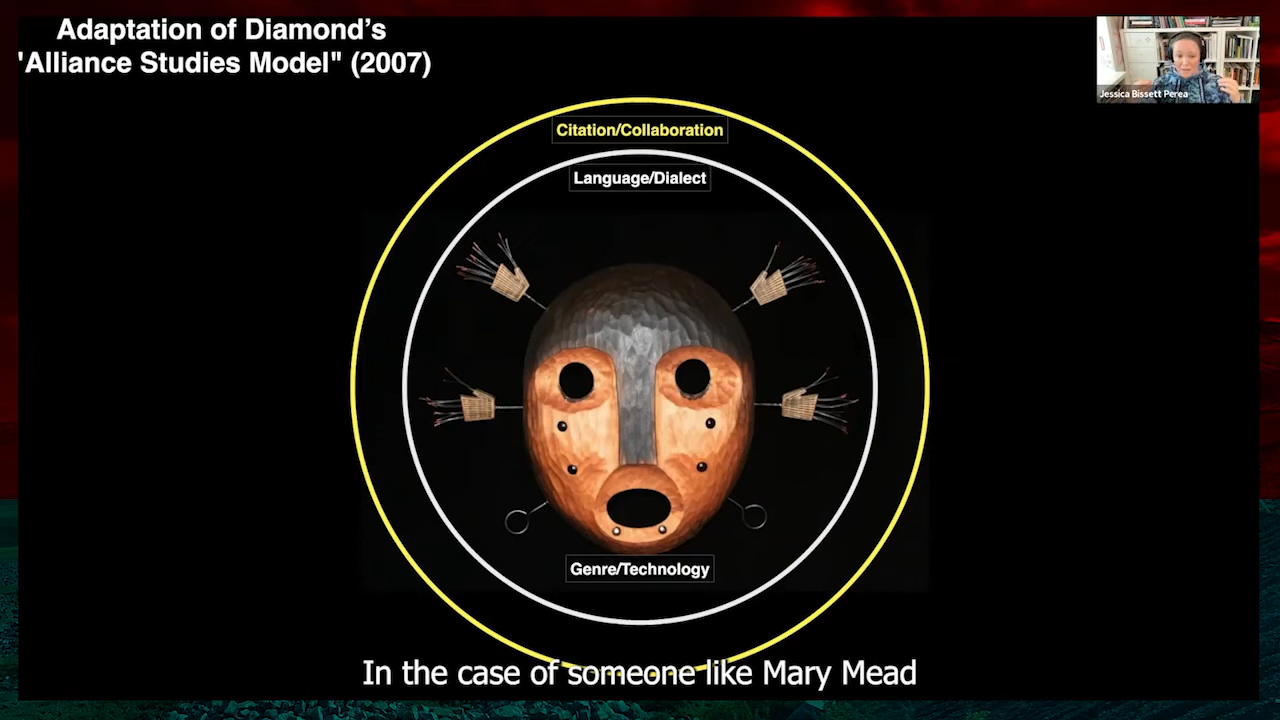 Adaptation of Diamond’s
'Alliance Studies Model" (2007)
Jessica Bissett Perea
Citation/Collaboration
Language/Dialect
Genre/Technology
In the case of someone like Mary Mead